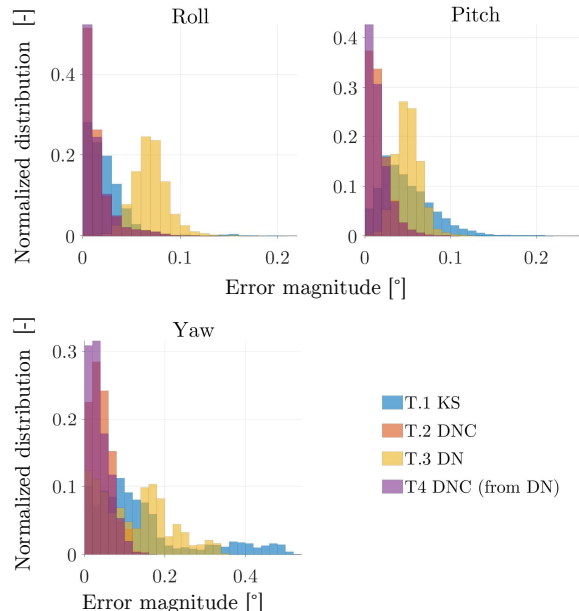 Roll
Pitch
Normalized distribution [-]
0.4
0.2
0
0
0.1
0.2
0.4
0.3
0.2
0.1
0
0
0.1
0.2
Error magnitude [°]
Yaw
Normalized distribution [-]
0.3
0.2
0.1
0
0
0.2
0.4
Error magnitude [°]
T.1 KS
T.2 DNC
T.3 DN
T4 DNC (from DN)